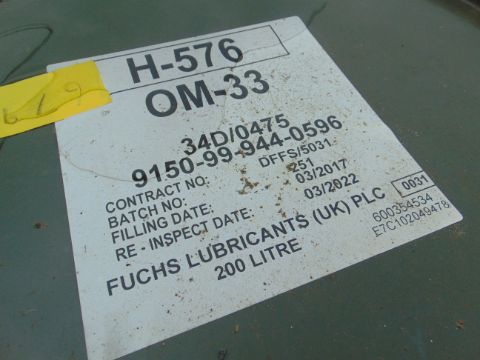 H-576
OM-33
619
34D/0475
9150-99-944-0596
CONTRACT NO: DFFS/5031
BATCH NO: 251
FILLING DATE: 03/2017
RE - INSPECT DATE: 03/2022
FUCHS LUBRICANTS (UK) PLC 0031
200 LITRE
600354534
E7C102049478